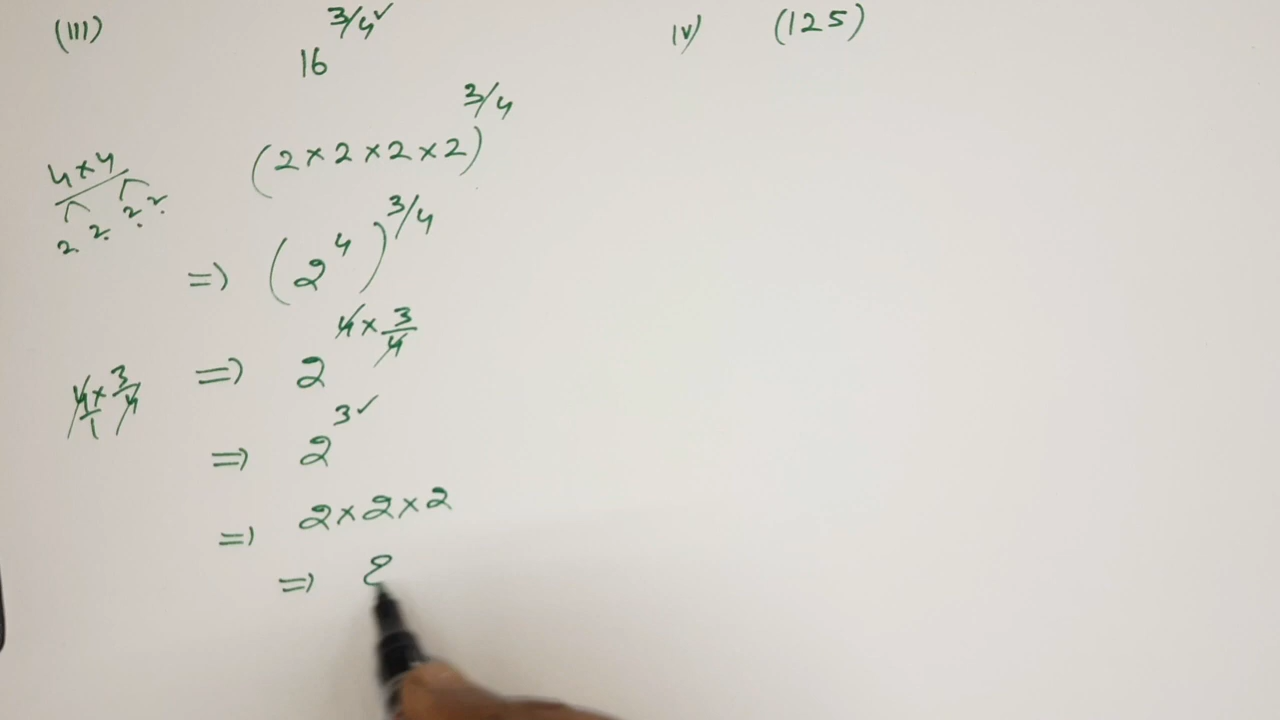 (III) 16^3/4 ✓
(2 × 2 × 2 × 2)^3/4
4 × 4
2 2. 2. 2.
=) (2^4)^3/4
=) 2^4 × 3/4
4/1 × 3/4
=) 2^3 ✓
=) 2 × 2 × 2
=) 8
IV) (125)